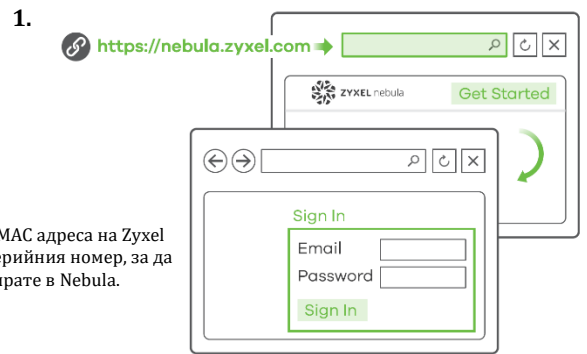 1.
https://nebula.zyxel.com
ZYXEL nebula
Get Started
Sign In
Email
Password
Sign In
MAC адреса на Zyxel
ерийния номер, за да
ирате в Nebula.